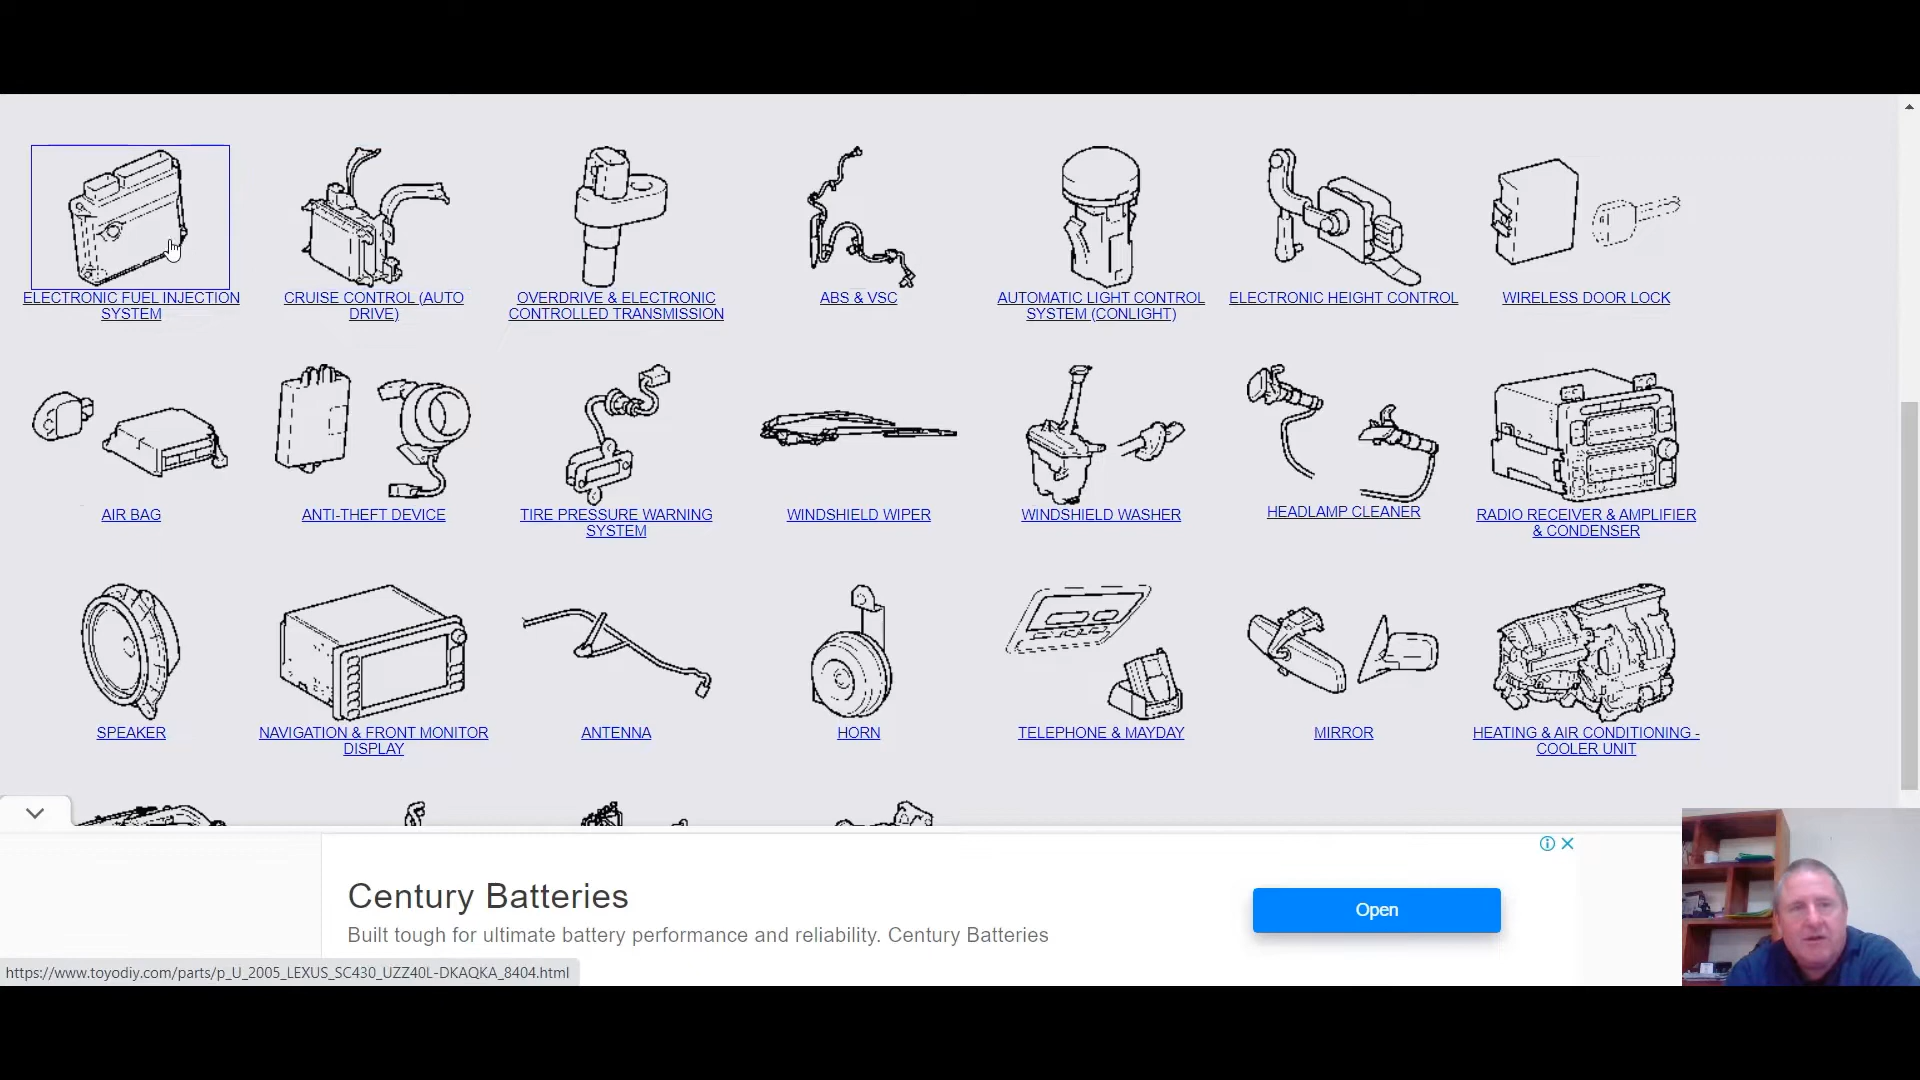 ELECTRONIC FUEL INJECTION
SYSTEM
CRUISE CONTROL (AUTO
DRIVE)
OVERDRIVE & ELECTRONIC
CONTROLLED TRANSMISSION
ABS & VSC
AUTOMATIC LIGHT CONTROL
SYSTEM (CONLIGHT)
ELECTRONIC HEIGHT CONTROL
WIRELESS DOOR LOCK
AIR BAG
ANTI-THEFT DEVICE
TIRE PRESSURE WARNING
SYSTEM
WINDSHIELD WIPER
WINDSHIELD WASHER
HEADLAMP CLEANER
RADIO RECEIVER & AMPLIFIER
& CONDENSER
SPEAKER
NAVIGATION & FRONT MONITOR
DISPLAY
ANTENNA
HORN
TELEPHONE & MAYDAY
MIRROR
HEATING & AIR CONDITIONING -
COOLER UNIT
Century Batteries
Built tough for ultimate battery performance and reliability. Century Batteries
Open
https://www.toyodiy.com/parts/p_U_2005_LEXUS_SC430_UZZ40L-DKAQKA_8404.html